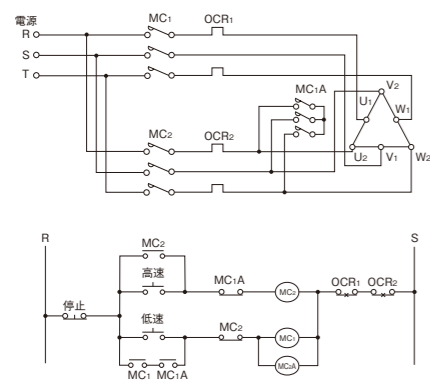 電源
R
S
T
MC1
OCR1
MC1A
V2
U1
W1
MC2
OCR2
U2
V1
W2
R
S
MC2
高速
MC1A
MC2
OCR1
OCR2
停止
低速
MC2
MC1
MC1
MC1A
MC2A